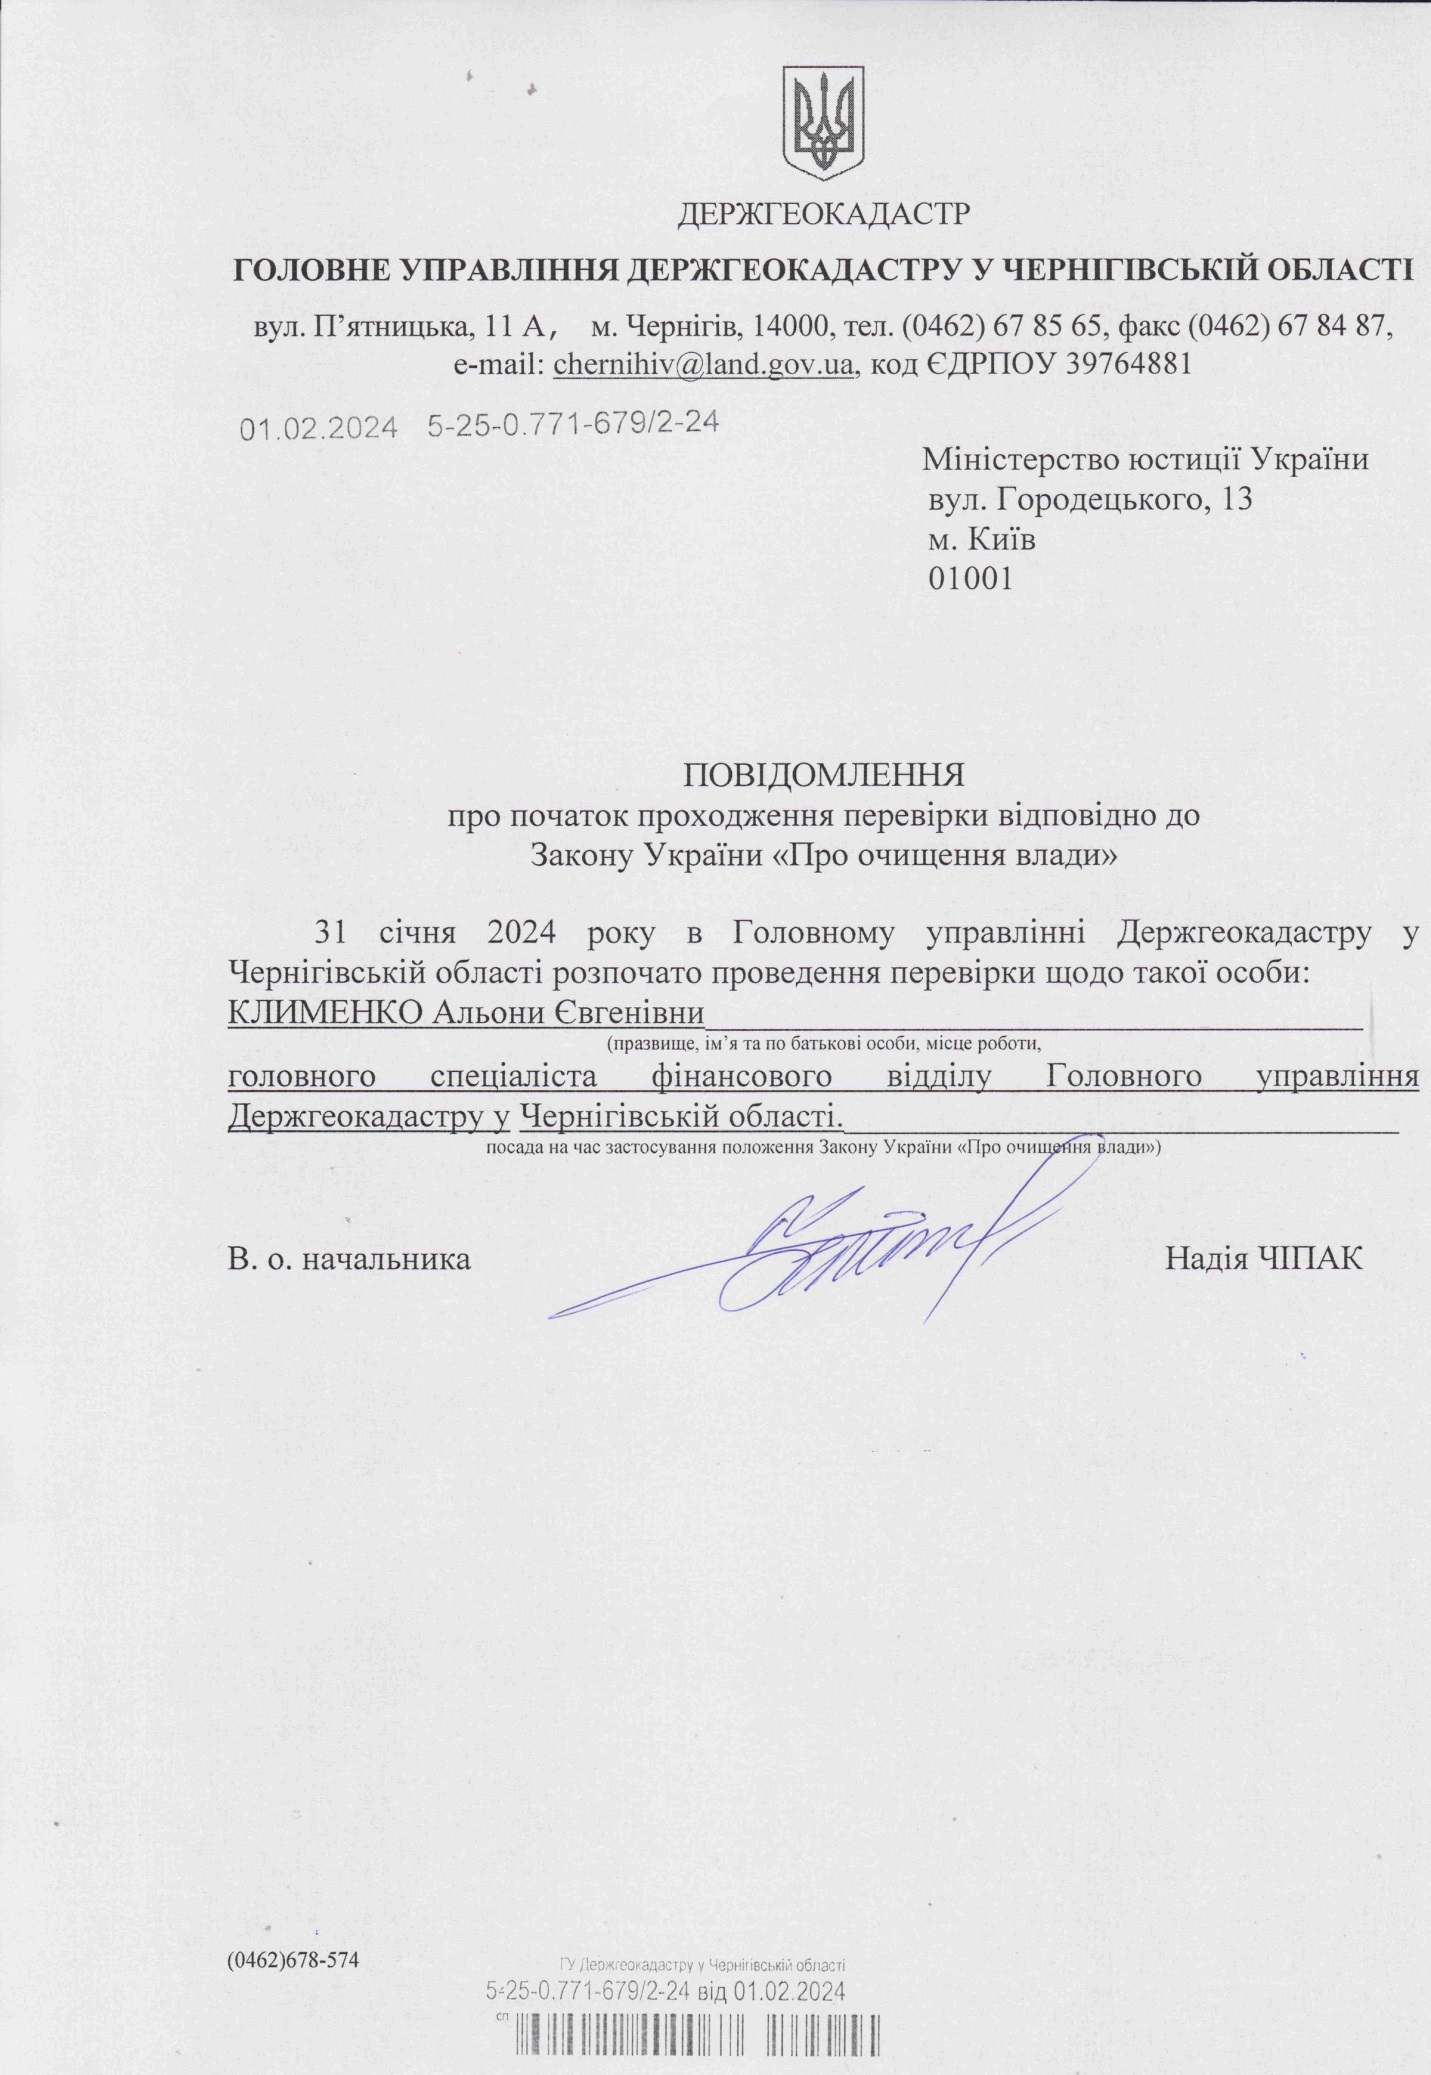 ДЕРЖГЕОКАДАСТР
ГОЛОВНЕ УПРАВЛІННЯ ДЕРЖГЕОКАДАСТРУ У ЧЕРНІГІВСЬКІЙ ОБЛАСТІ
вул. П’ятницька, 11 А, м. Чернігів, 14000, тел. (0462) 67 85 65, факс (0462) 67 84 87,
e-mail: chernihiv@land.gov.ua, код ЄДРПОУ 39764881
01.02.2024 5-25-0.771-679/2-24
Міністерство юстиції України
вул. Городецького, 13
м. Київ
01001
ПОВІДОМЛЕННЯ
про початок проходження перевірки відповідно до
Закону України «Про очищення влади»
31 січня 2024 року в Головному управлінні Держгеокадастру у
Чернігівській області розпочато проведення перевірки щодо такої особи:
КЛИМЕНКО Альони Євгенівни
(празвище, ім’я та по батькові особи, місце роботи,
головного спеціаліста фінансового відділу Головного управління
Держгеокадастру у Чернігівській області.
посада на час застосування положення Закону України «Про очищення влади»)
В. о. начальника Надія ЧІПАК
(0462)678-574
ГУ Держгеокадастру у Чернігівській області
5-25-0.771-679/2-24 від 01.02.2024
сп